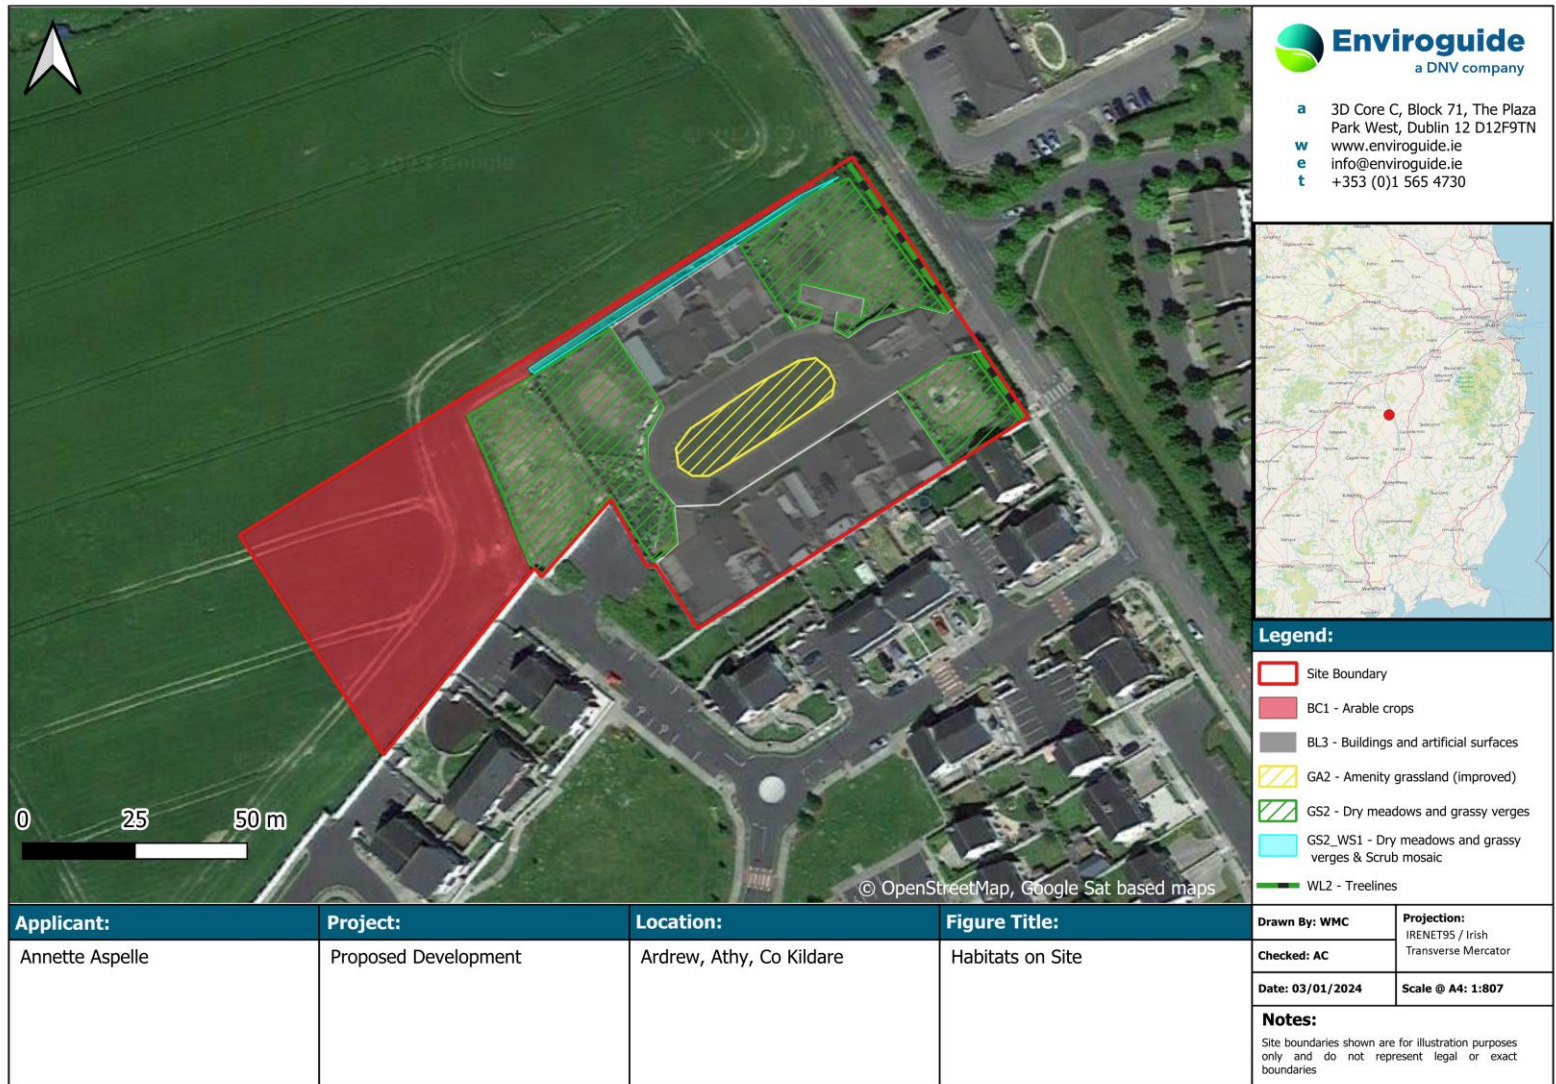 Enviroguide
a DNV company
a 3D Core C, Block 71, The Plaza
Park West, Dublin 12 D12F9TN
w www.enviroguide.ie
e info@enviroguide.ie
t +353 (0)1 565 4730
Legend:
Site Boundary
BC1 - Arable crops
BL3 - Buildings and artificial surfaces
GA2 - Amenity grassland (improved)
GS2 - Dry meadows and grassy verges
GS2_WS1 - Dry meadows and grassy
verges & Scrub mosaic
WL2 - Treelines
0 25 50 m
© OpenStreetMap, Google Sat based maps
Applicant:
Annette Aspelle
Project:
Proposed Development
Location:
Ardrew, Athy, Co Kildare
Figure Title:
Habitats on Site
Drawn By: WMC
Checked: AC
Projection:
IRENET95 / Irish
Transverse Mercator
Date: 03/01/2024
Scale @ A4: 1:807
Notes:
Site boundaries shown are for illustration purposes
only and do not represent legal or exact
boundaries